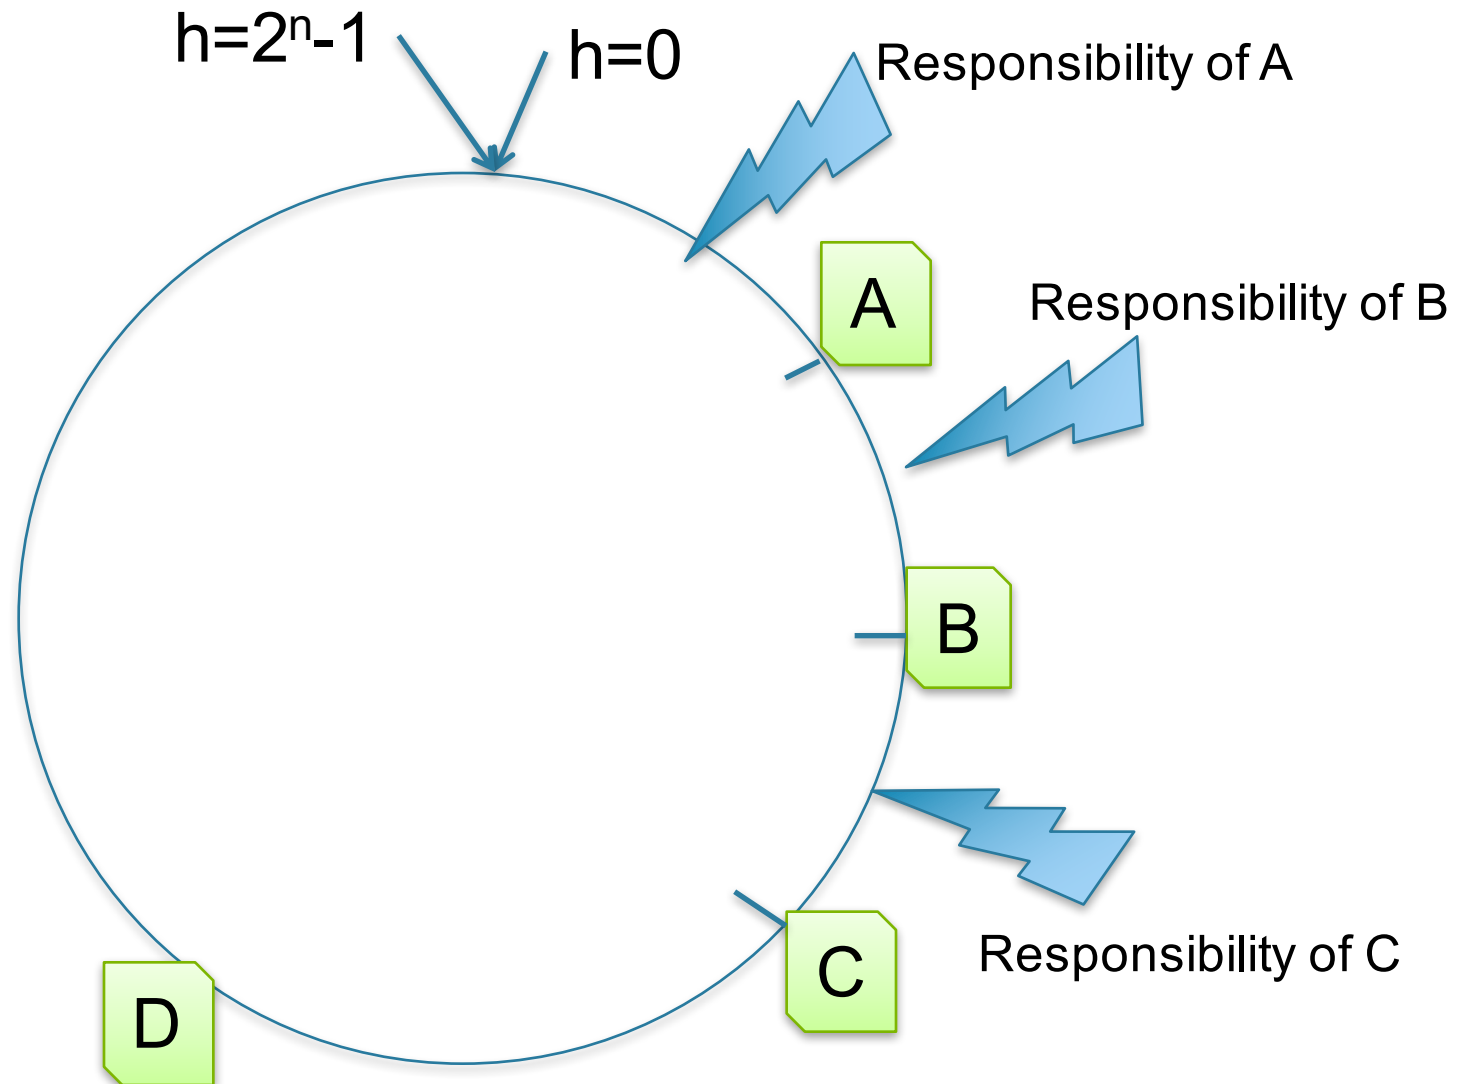 h=2ⁿ-1
h=0
Responsibility of A
A
Responsibility of B
B
Responsibility of C
C
D